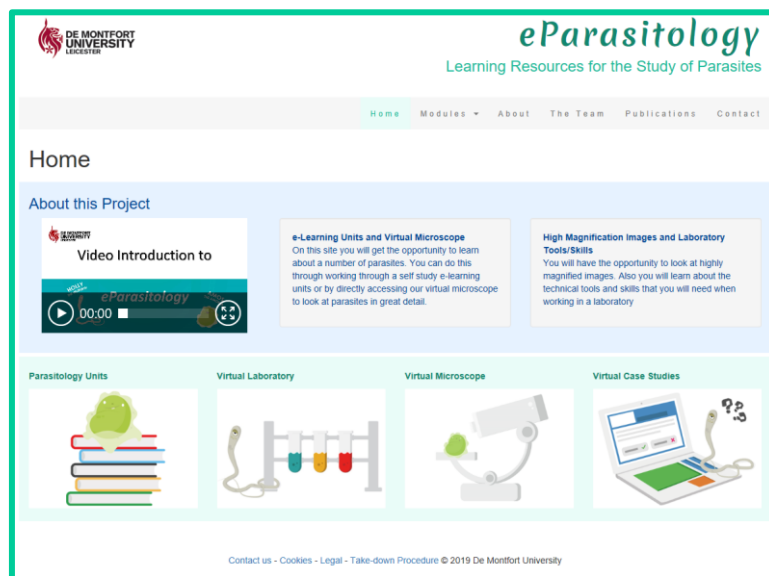 DE MONTFORT
UNIVERSITY
LEICESTER
eParasitology
Learning Resources for the Study of Parasites
Home Modules About The Team Publications Contact
Home
About this Project
Video Introduction to
HOLLY
eParasitology
00:00
e-Learning Units and Virtual Microscope
On this site you will get the opportunity to learn
about a number of parasites. You can do this
through working through a self study e-learning
units or by directly accessing our virtual microscope
to look at parasites in great detail.
High Magnification Images and Laboratory
Tools/Skills
You will have the opportunity to look at highly
magnified images. Also you will learn about the
technical tools and skills that you will need when
working in a laboratory
Parasitology Units
Virtual Laboratory
Virtual Microscope
Virtual Case Studies
???
Contact us - Cookies - Legal - Take-down Procedure © 2019 De Montfort University